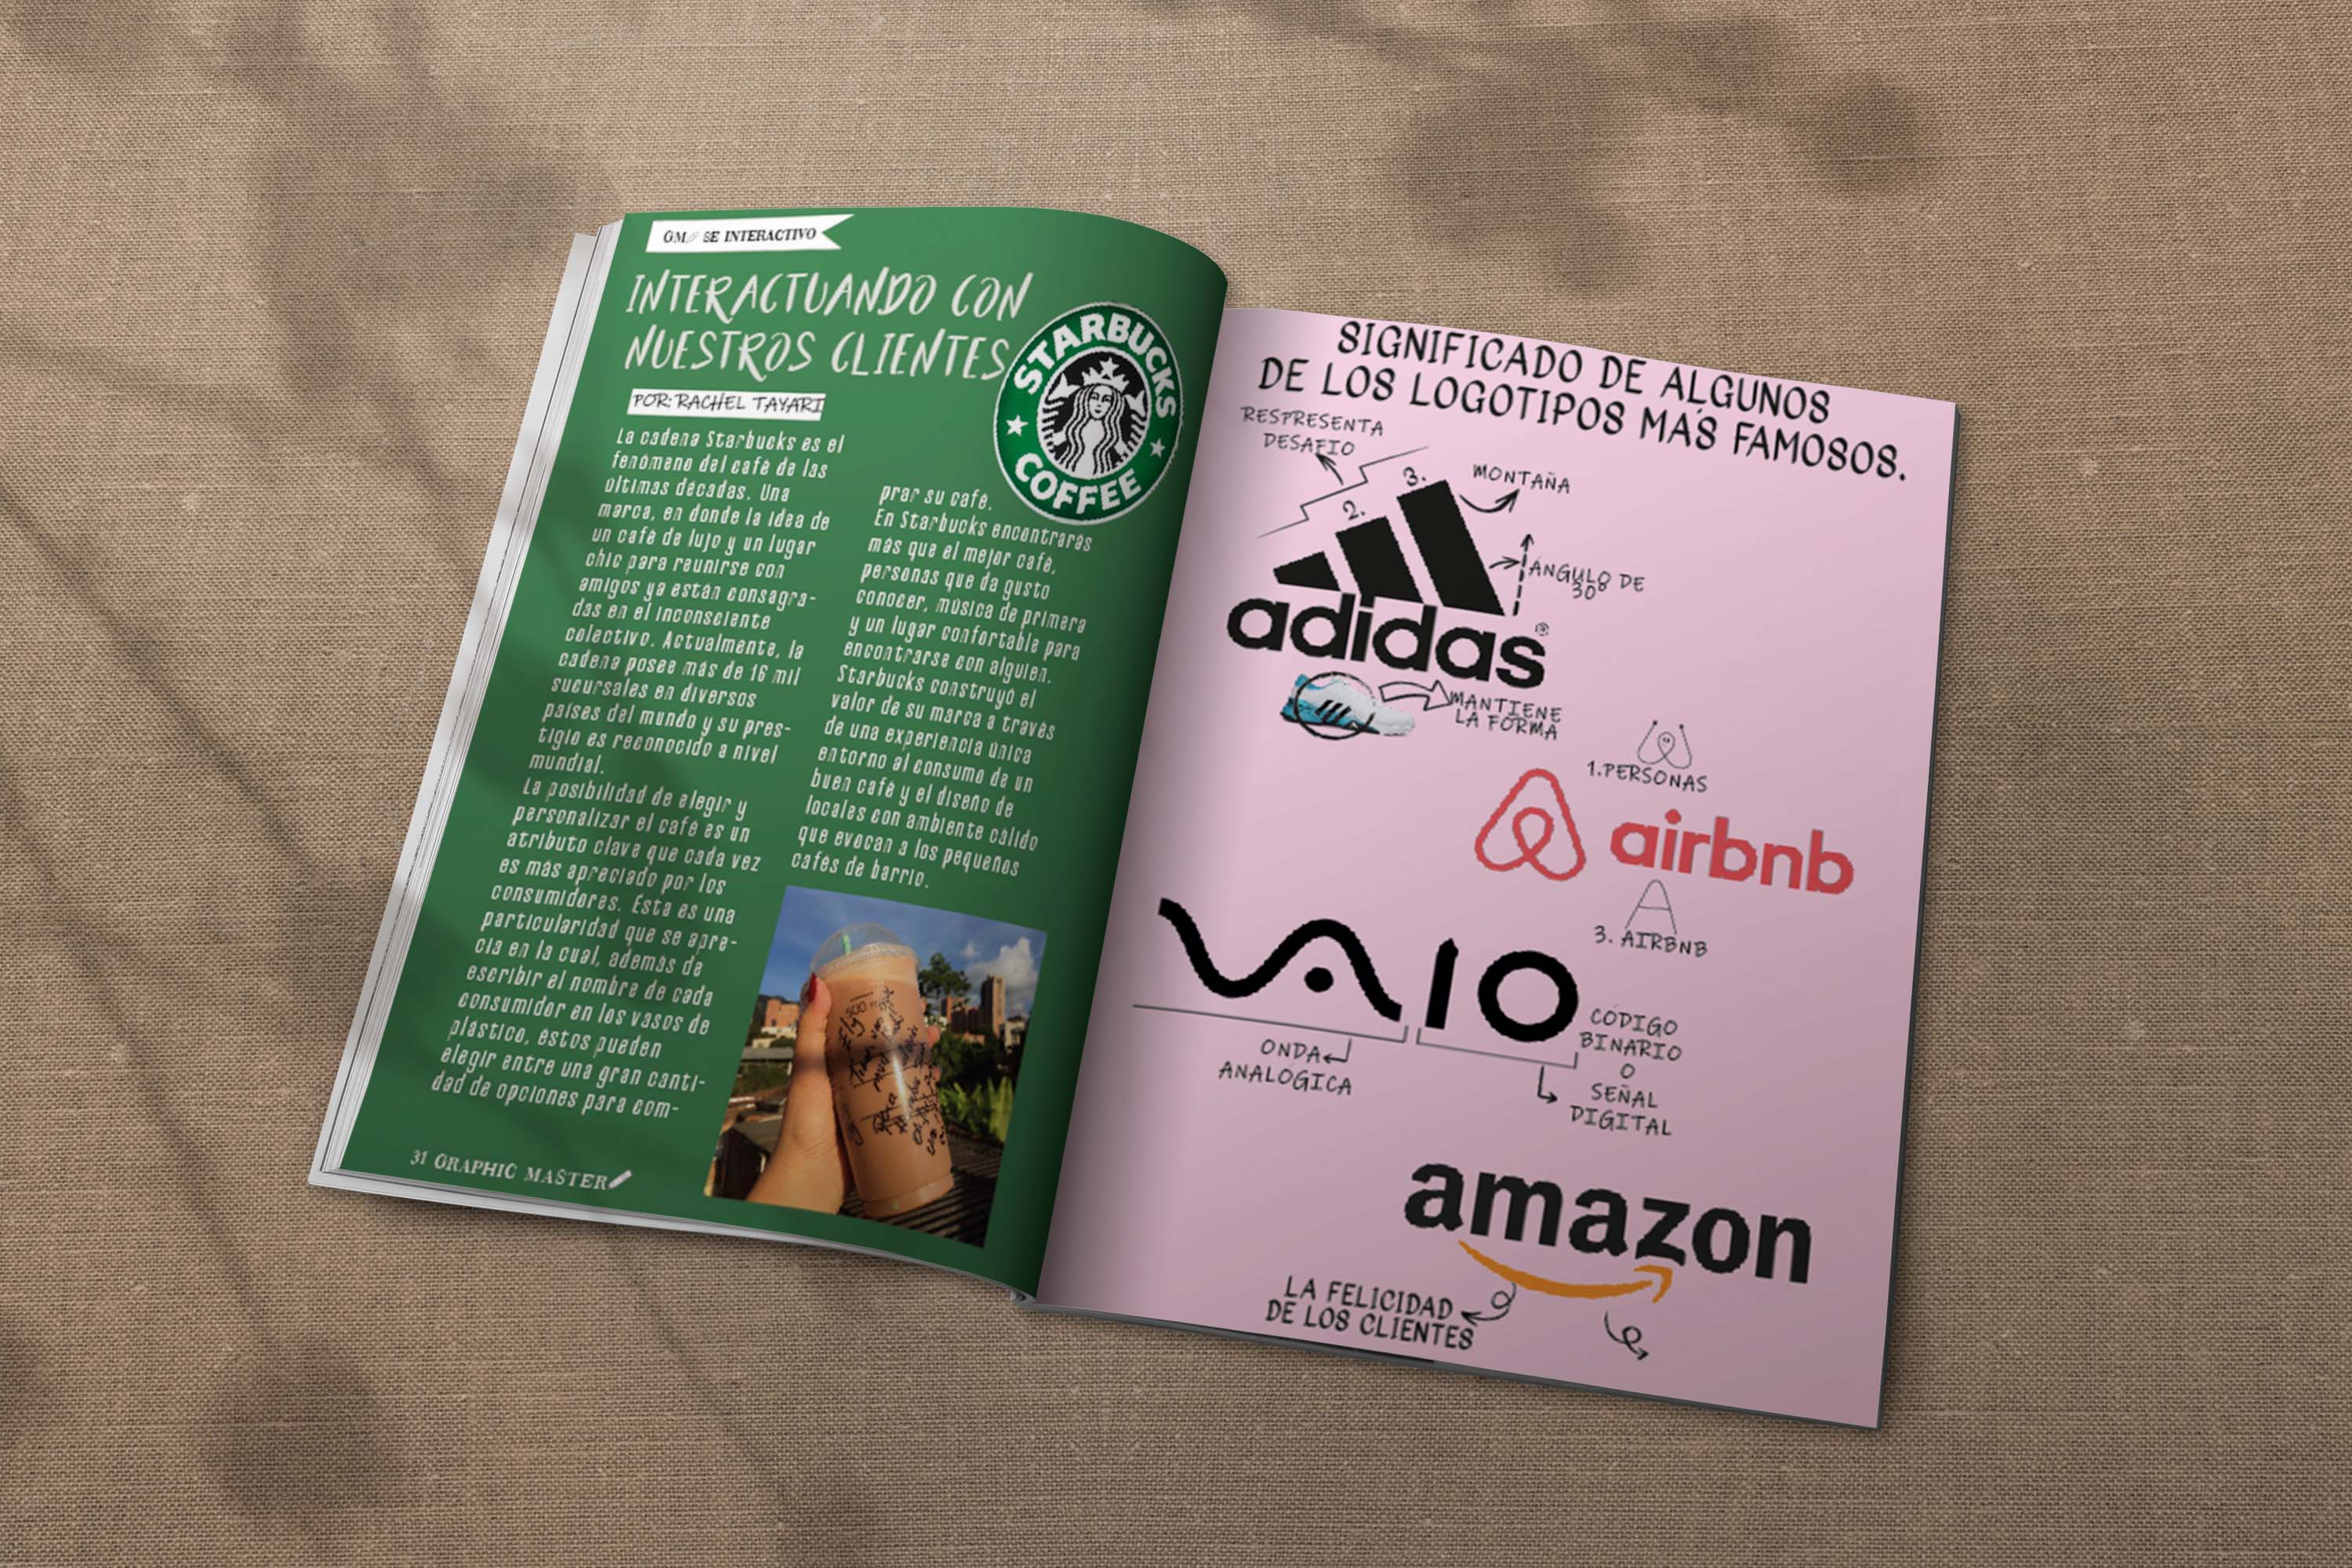 GM SE INTERACTIVO
INTERACTUANDO CON
NUESTROS CLIENTES
POR: RACHEL TAYARI
STARBUCKS
COFFEE
La cadena Starbucks es el
fenómeno del café de las
últimas décadas. Una
marca, en donde la idea de
un café de lujo y un lugar
chic para reunirse con
amigos ya están consagra-
das en el inconsciente
colectivo. Actualmente, la
cadena posee más de 16 mil
sucursales en diversos
países del mundo y su pres-
tigio es reconocido a nivel
mundial.
La posibilidad de elegir y
personalizar el café es un
atributo clave que cada vez
es más apreciado por los
consumidores. Ésta es una
particularidad que se apre-
cia en la cual, además de
escribir el nombre de cada
consumidor en los vasos de
plástico, éstos pueden
elegir entre una gran canti-
dad de opciones para com-
prar su café.
En Starbucks encontrarás
más que el mejor café,
personas que da gusto
conocer, música de primera
y un lugar confortable para
encontrarse con alguien.
Starbucks construyó el
valor de su marca a través
de una experiencia única
entorno al consumo de un
buen café y el diseño de
locales con ambiente cálido
que evocan a los pequeños
cafés de barrio.
31 GRAPHIC MASTER
SIGNIFICADO DE ALGUNOS
DE LOS LOGOTIPOS MÁS FAMOSOS.
RESPRESENTA
DESAFIO
2.
3.
MONTAÑA
ÁNGULO DE
30°
adidas®
MANTIENE
LA FORMA
1.PERSONAS
airbnb
3. AIRBNB
VAIO
ONDA
ANALOGICA
CÓDIGO
BINARIO
O
SEÑAL
DIGITAL
amazon
LA FELICIDAD
DE LOS CLIENTES